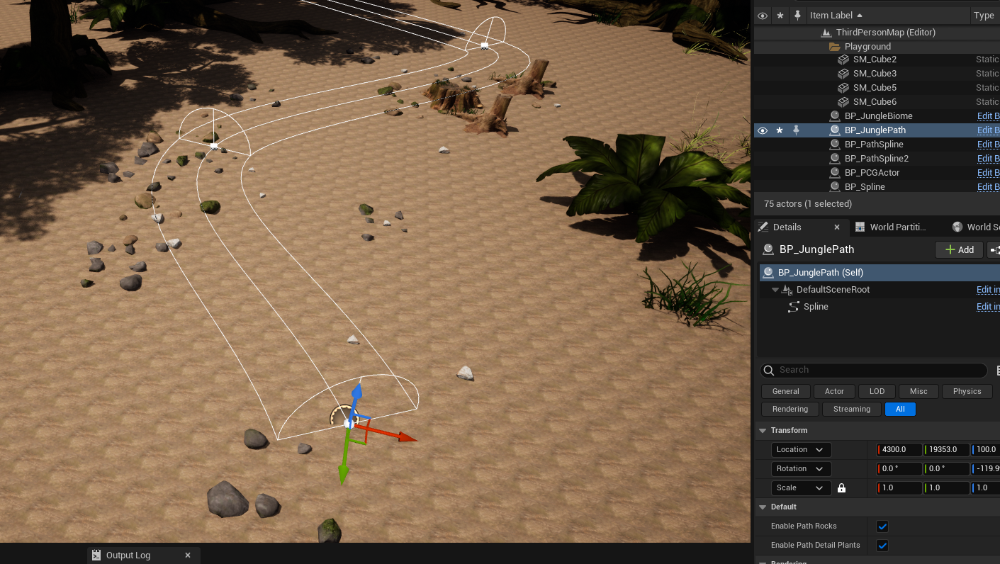 Item Label
Type
ThirdPersonMap (Editor)
Playground
SM_Cube2 Static
SM_Cube3 Static
SM_Cube5 Static
SM_Cube6 Static
BP_JungleBiome Edit B
BP_JunglePath Edit B
BP_PathSpline Edit B
BP_PathSpline2 Edit B
BP_PCGActor Edit B
BP_Spline Edit B
75 actors (1 selected)
Details World Partiti... World Se
BP_JunglePath Add
BP_JunglePath (Self)
DefaultSceneRoot Edit in
Spline Edit in
Search
General Actor LOD Misc Physics
Rendering Streaming All
Transform
Location 4300.0 19353.0 100.0
Rotation 0.0 ° 0.0 ° -119.9
Scale 1.0 1.0 1.0
Default
Enable Path Rocks
Enable Path Detail Plants
Rendering
Output Log